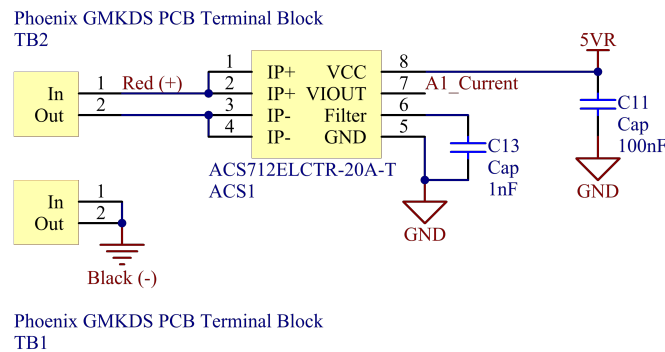 Phoenix GMKDS PCB Terminal Block
TB2
In
Out
1
2
Red (+)
1
2
3
4
IP+
IP+
IP-
IP-
VCC
VIOUT
Filter
GND
8
7
6
5
A1_Current
5VR
C11
Cap
100nF
GND
C13
Cap
1nF
GND
ACS712ELCTR-20A-T
ACS1
In
Out
1
2
Black (-)
Phoenix GMKDS PCB Terminal Block
TB1